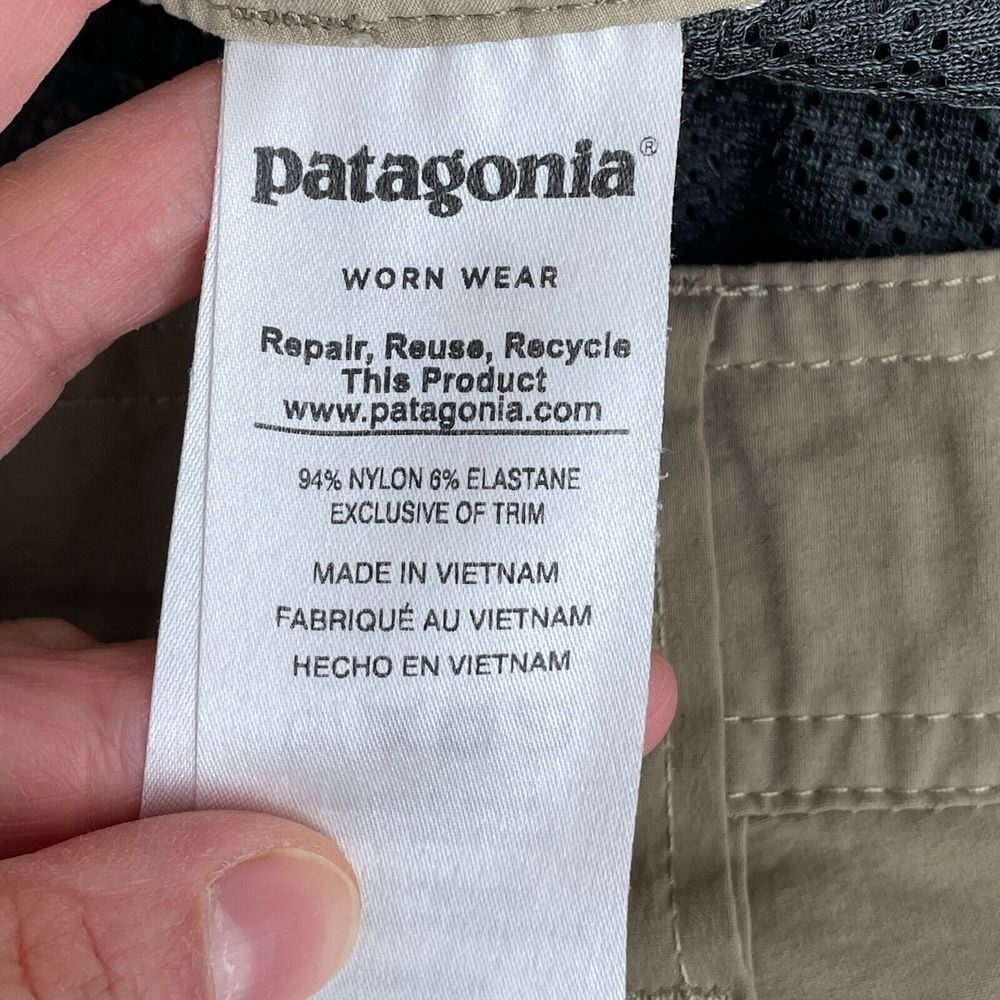 patagonia®
WORN WEAR
Repair, Reuse, Recycle
This Product
www.patagonia.com
94% NYLON 6% ELASTANE
EXCLUSIVE OF TRIM
MADE IN VIETNAM
FABRIQUÉ AU VIETNAM
HECHO EN VIETNAM